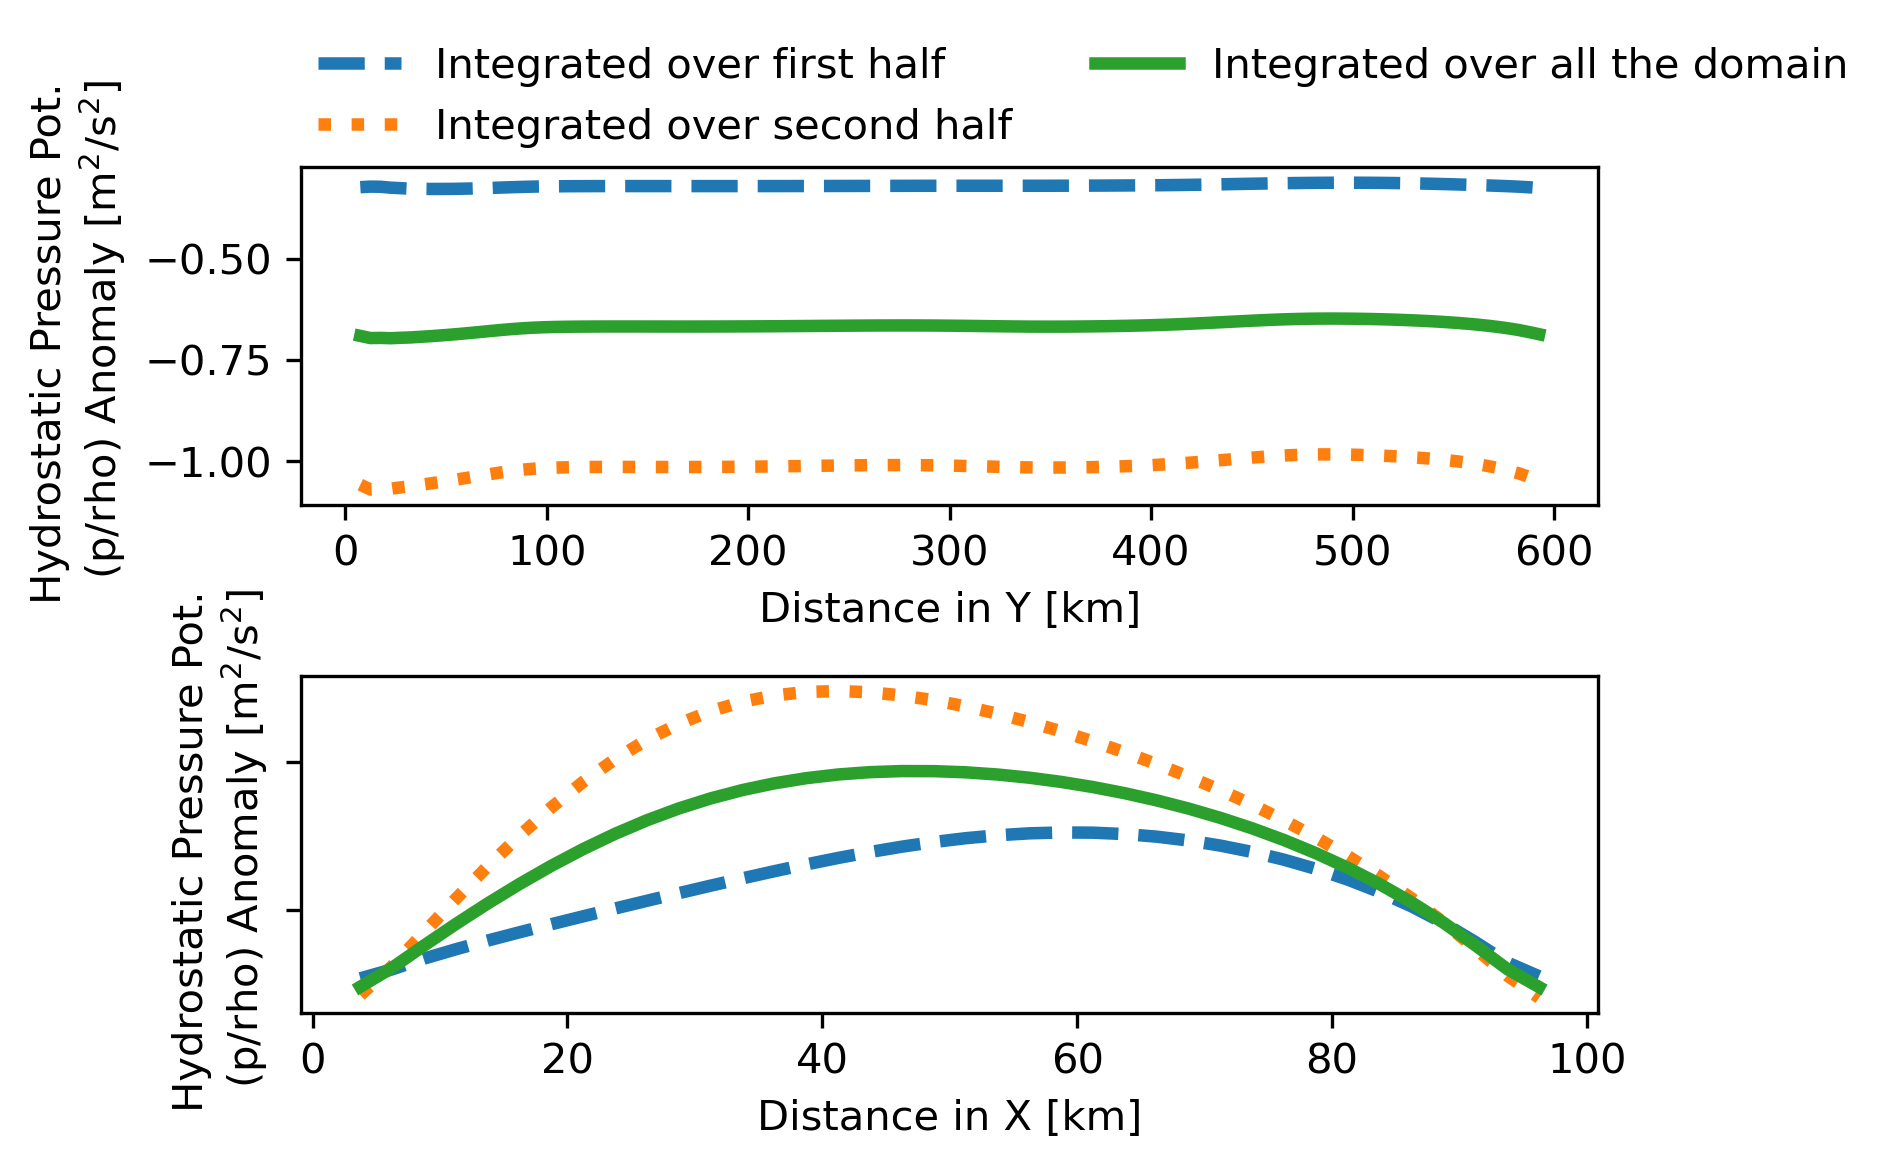 Integrated over first half
Integrated over second half
Integrated over all the domain
Hydrostatic Pressure Pot.
(p/rho) Anomaly [m²/s²]
−0.50
−0.75
−1.00
0 100 200 300 400 500 600
Distance in Y [km]
Hydrostatic Pressure Pot.
(p/rho) Anomaly [m²/s²]
0 20 40 60 80 100
Distance in X [km]